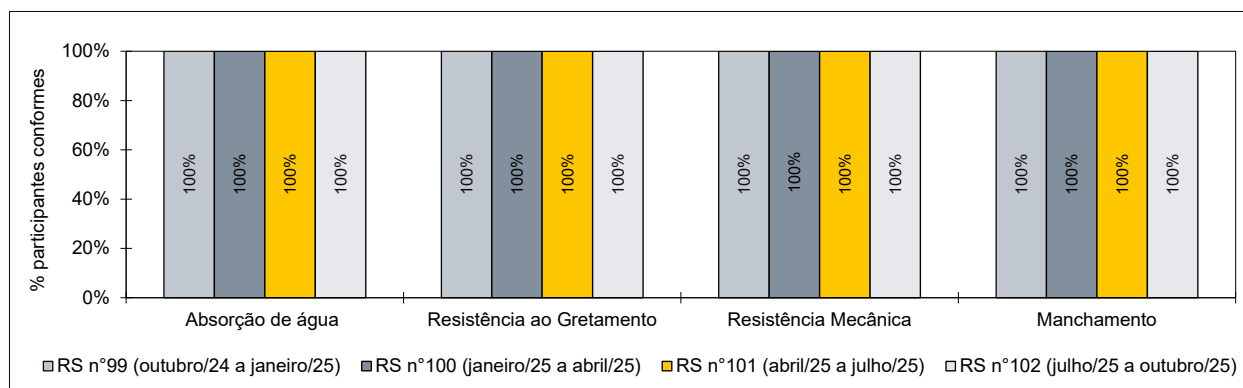 % participantes conformes
100%
80%
60%
40%
20%
0%
100% 100% 100% 100% 100% 100% 100% 100% 100% 100% 100% 100% 100% 100% 100% 100%
Absorção de água Resistência ao Gretamento Resistência Mecânica Manchamento
RS n°99 (outubro/24 a janeiro/25) RS n°100 (janeiro/25 a abril/25) RS n°101 (abril/25 a julho/25) RS n°102 (julho/25 a outubro/25)